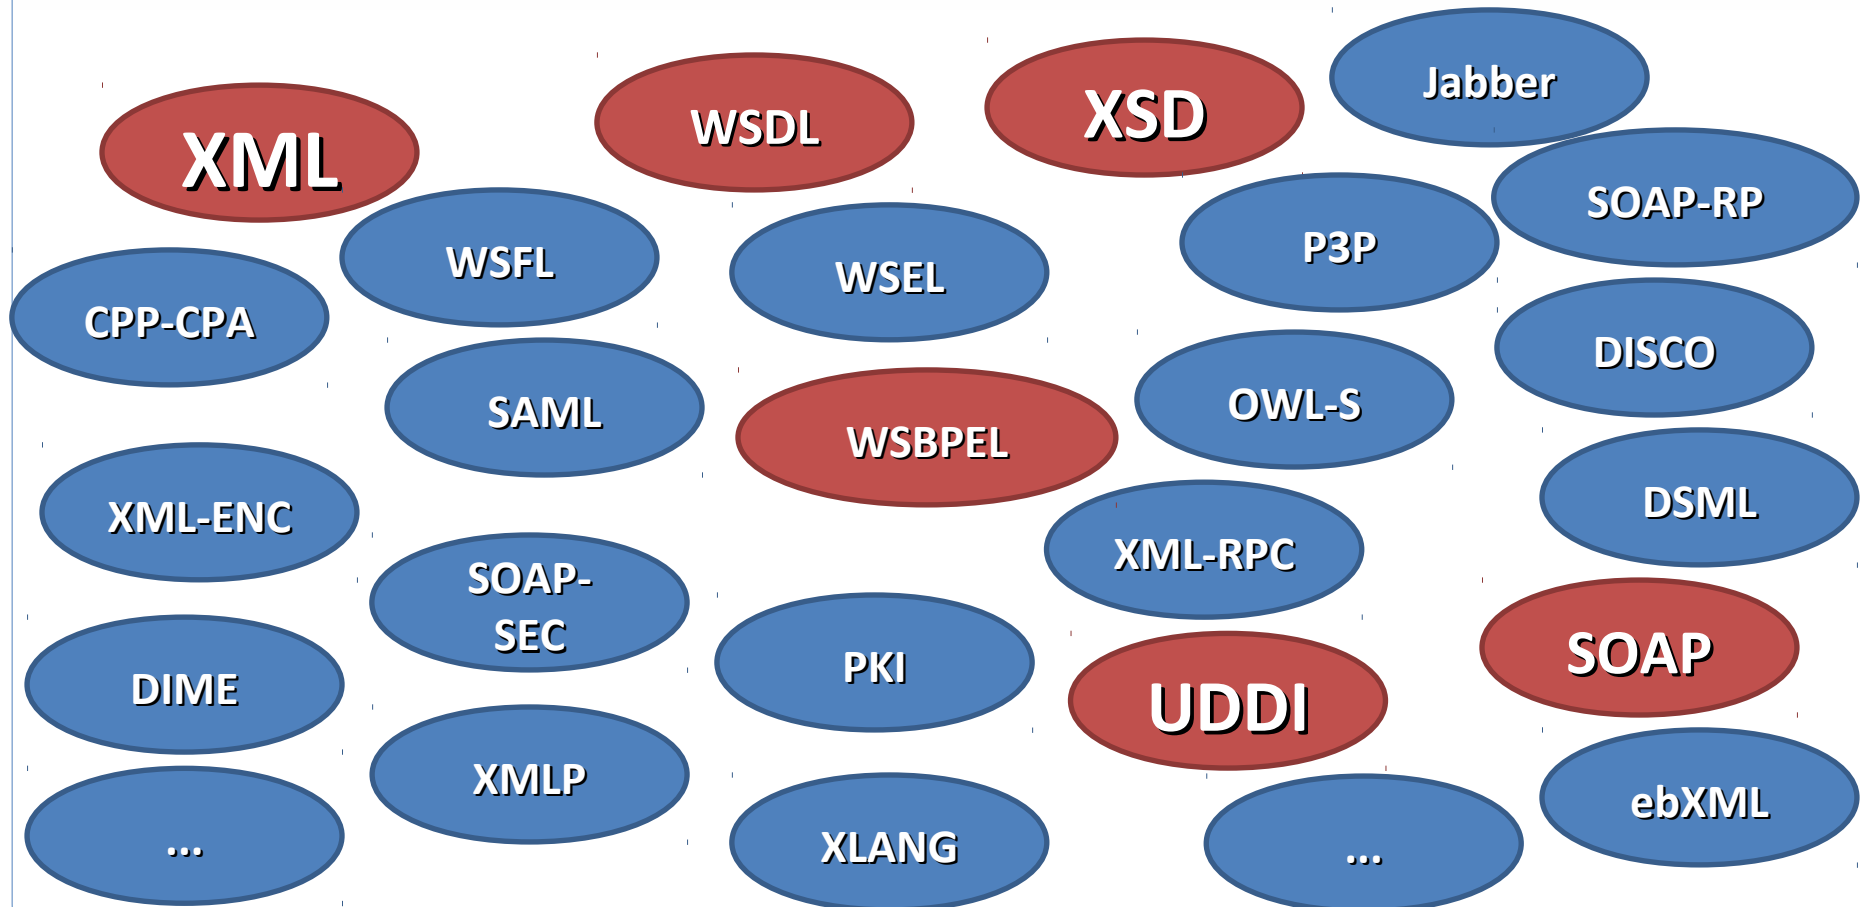 XML
WSDL
XSD
Jabber
SOAP-RP
WSFL
WSEL
P3P
CPP-CPA
DISCO
SAML
WSBPEL
OWL-S
XML-ENC
DSML
XML-RPC
SOAP-
SEC
PKI
SOAP
DIME
UDDI
XMLP
ebXML
...
XLANG
...